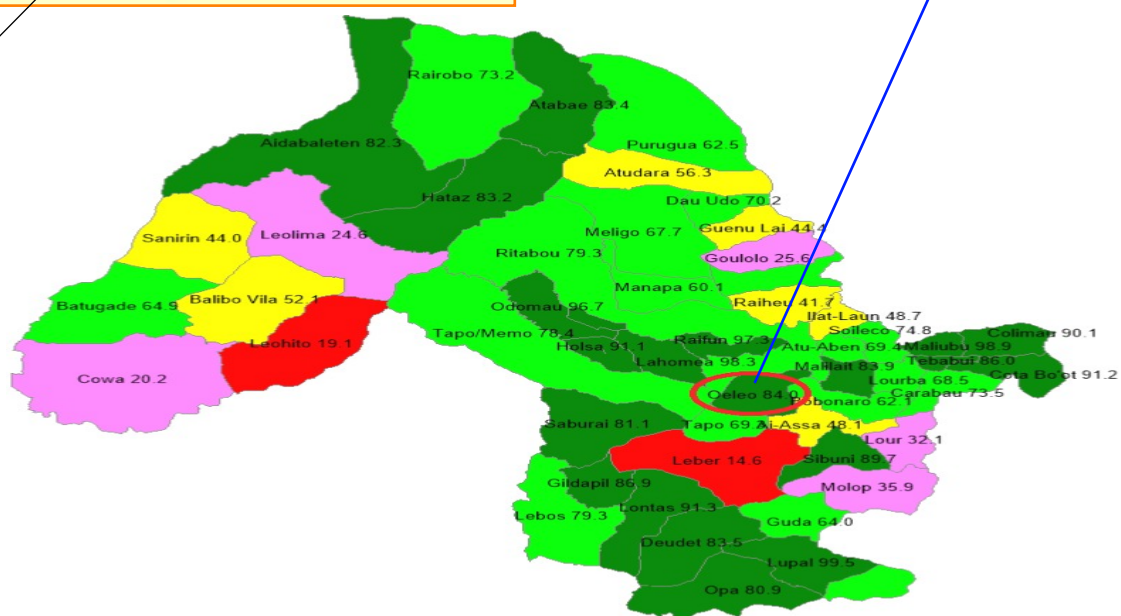 Rairobo 73.2
Atabae 83.4
Aidabaleten 82.3
Purugua 62.5
Atudara 56.3
Hataz 83.2
Dau Udo 70.2
Guenu Lai 44.4
Meligo 67.7
Leolima 24.6
Sanirin 44.0
Ritabou 79.3
Goulolo 25.6
Manapa 60.1
Balibo Vila 52.1
Batugade 64.9
Odomau 96.7
Raiheu 41.7
Ilat-Laun 48.7
Soileco 74.8
Tapo/Memo 78.4
Coliman 90.1
Raifun 97.3
Leohito 19.1
Holsa 91.1
Atu-Aben 69.4
Maliubu 98.9
Lahomea 98.3
Tebabui 86.0
Maliilait 83.9
Cowa 20.2
Lourba 68.5
Cota Bo'ot 91.2
Oeleo 84.0
Carabau 73.5
Bobonaro 62.1
Saburai 81.1
Tapo 69.2
Ai-Assa 48.1
Lour 32.1
Leber 14.6
Sibuni 89.7
Gildapil 86.9
Molop 35.9
Lontas 91.3
Lebos 79.3
Guda 64.0
Deudet 83.5
Lupal 99.5
Opa 80.9